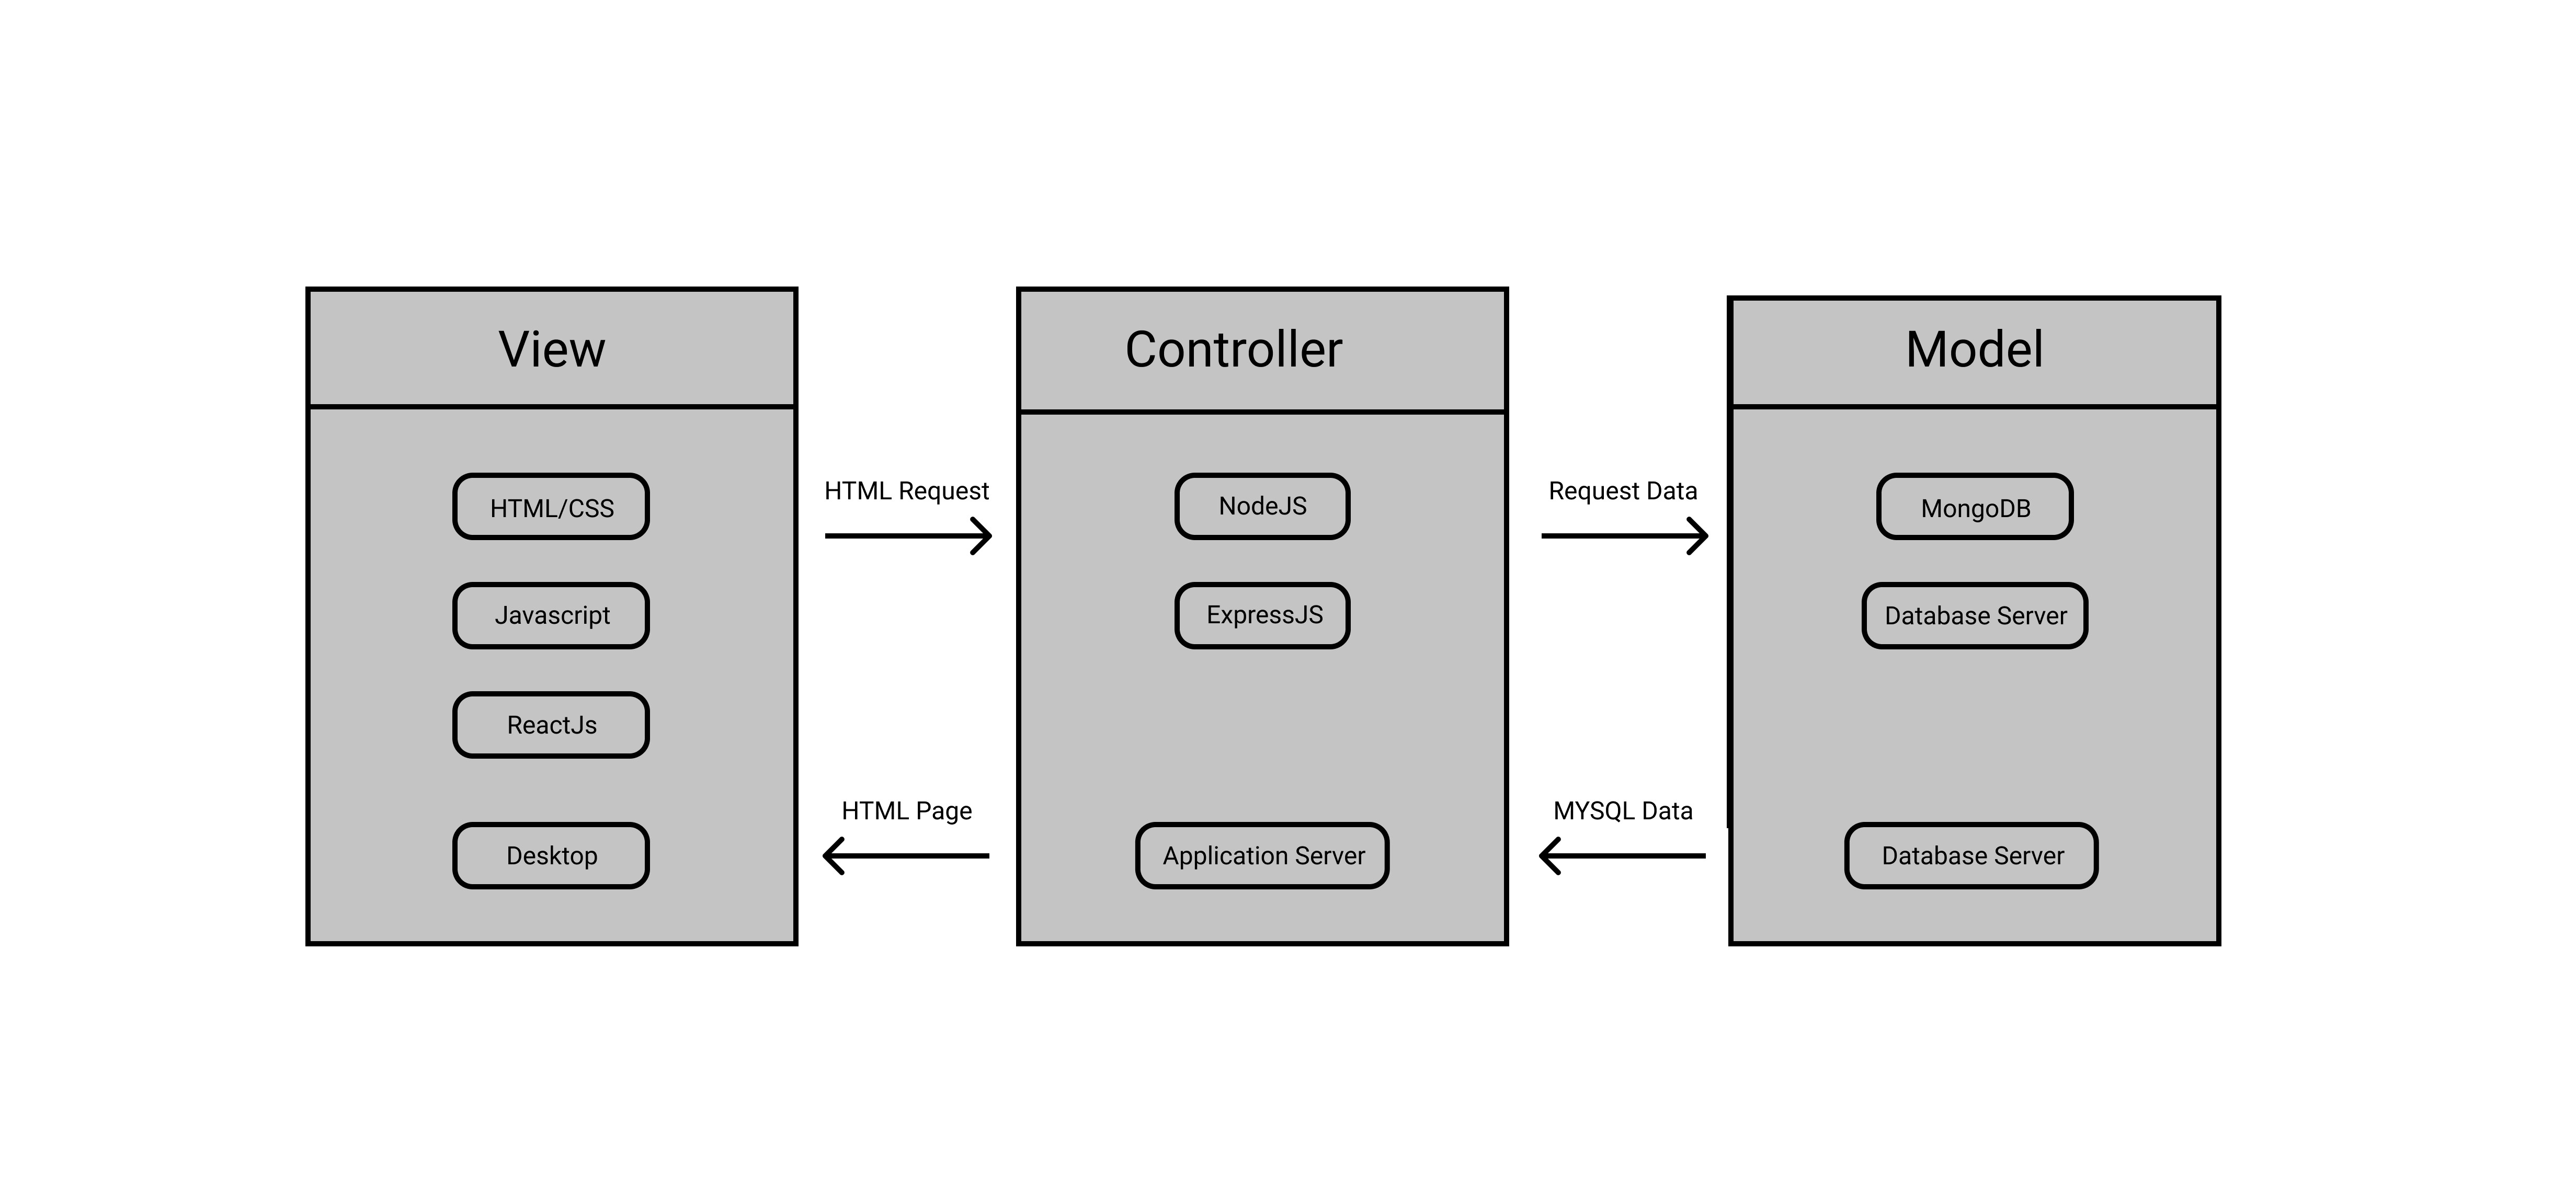 View
HTML/CSS
Javascript
ReactJs
Desktop
HTML Request
HTML Page
Controller
NodeJS
ExpressJS
Application Server
Request Data
MYSQL Data
Model
MongoDB
Database Server
Database Server